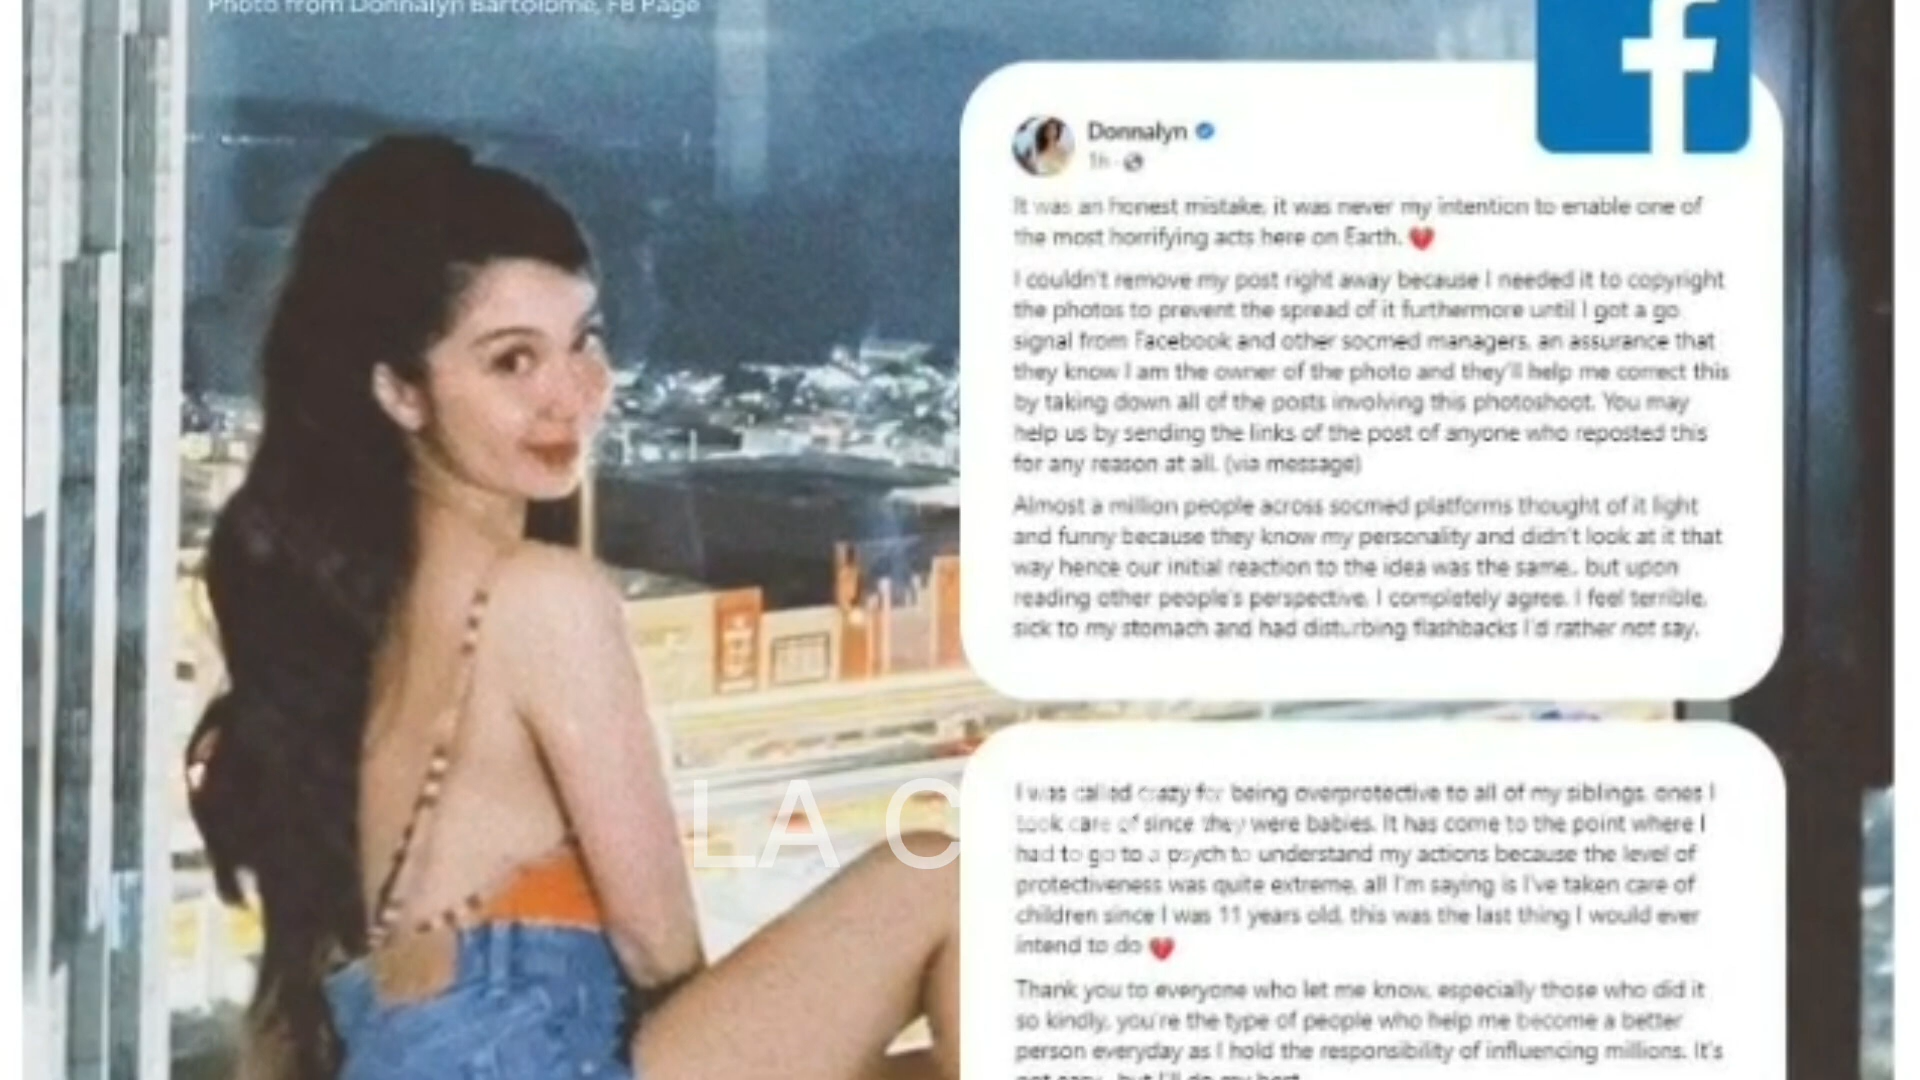 Photo from Donnalyn Bartolome, FB Page
f
Donnalyn
1h
It was an honest mistake, it was never my intention to enable one of
the most horrifying acts here on Earth. 💔
I couldn't remove my post right away because I needed it to copyright
the photos to prevent the spread of it furthermore until I got a go
signal from Facebook and other socmed managers, an assurance that
they know I am the owner of the photo and they'll help me correct this
by taking down all of the posts involving this photoshoot. You may
help us by sending the links of the post of anyone who reposted this
for any reason at all. (via message)
Almost a million people across socmed platforms thought of it light
and funny because they know my personality and didn't look at it that
way hence our initial reaction to the idea was the same.. but upon
reading other people's perspective, I completely agree. I feel terrible,
sick to my stomach and had disturbing flashbacks I'd rather not say.
I was called crazy for being overprotective to all of my siblings, ones I
took care of since they were babies. It has come to the point where I
had to go to a psych to understand my actions because the level of
protectiveness was quite extreme, all I'm saying is I've taken care of
children since I was 11 years old, this was the last thing I would ever
intend to do 💔
LA C
Thank you to everyone who let me know, especially those who did it
so kindly, you're the type of people who help me become a better
person everyday as I hold the responsibility of influencing millions. It's
not easy.. but I'll do my best.